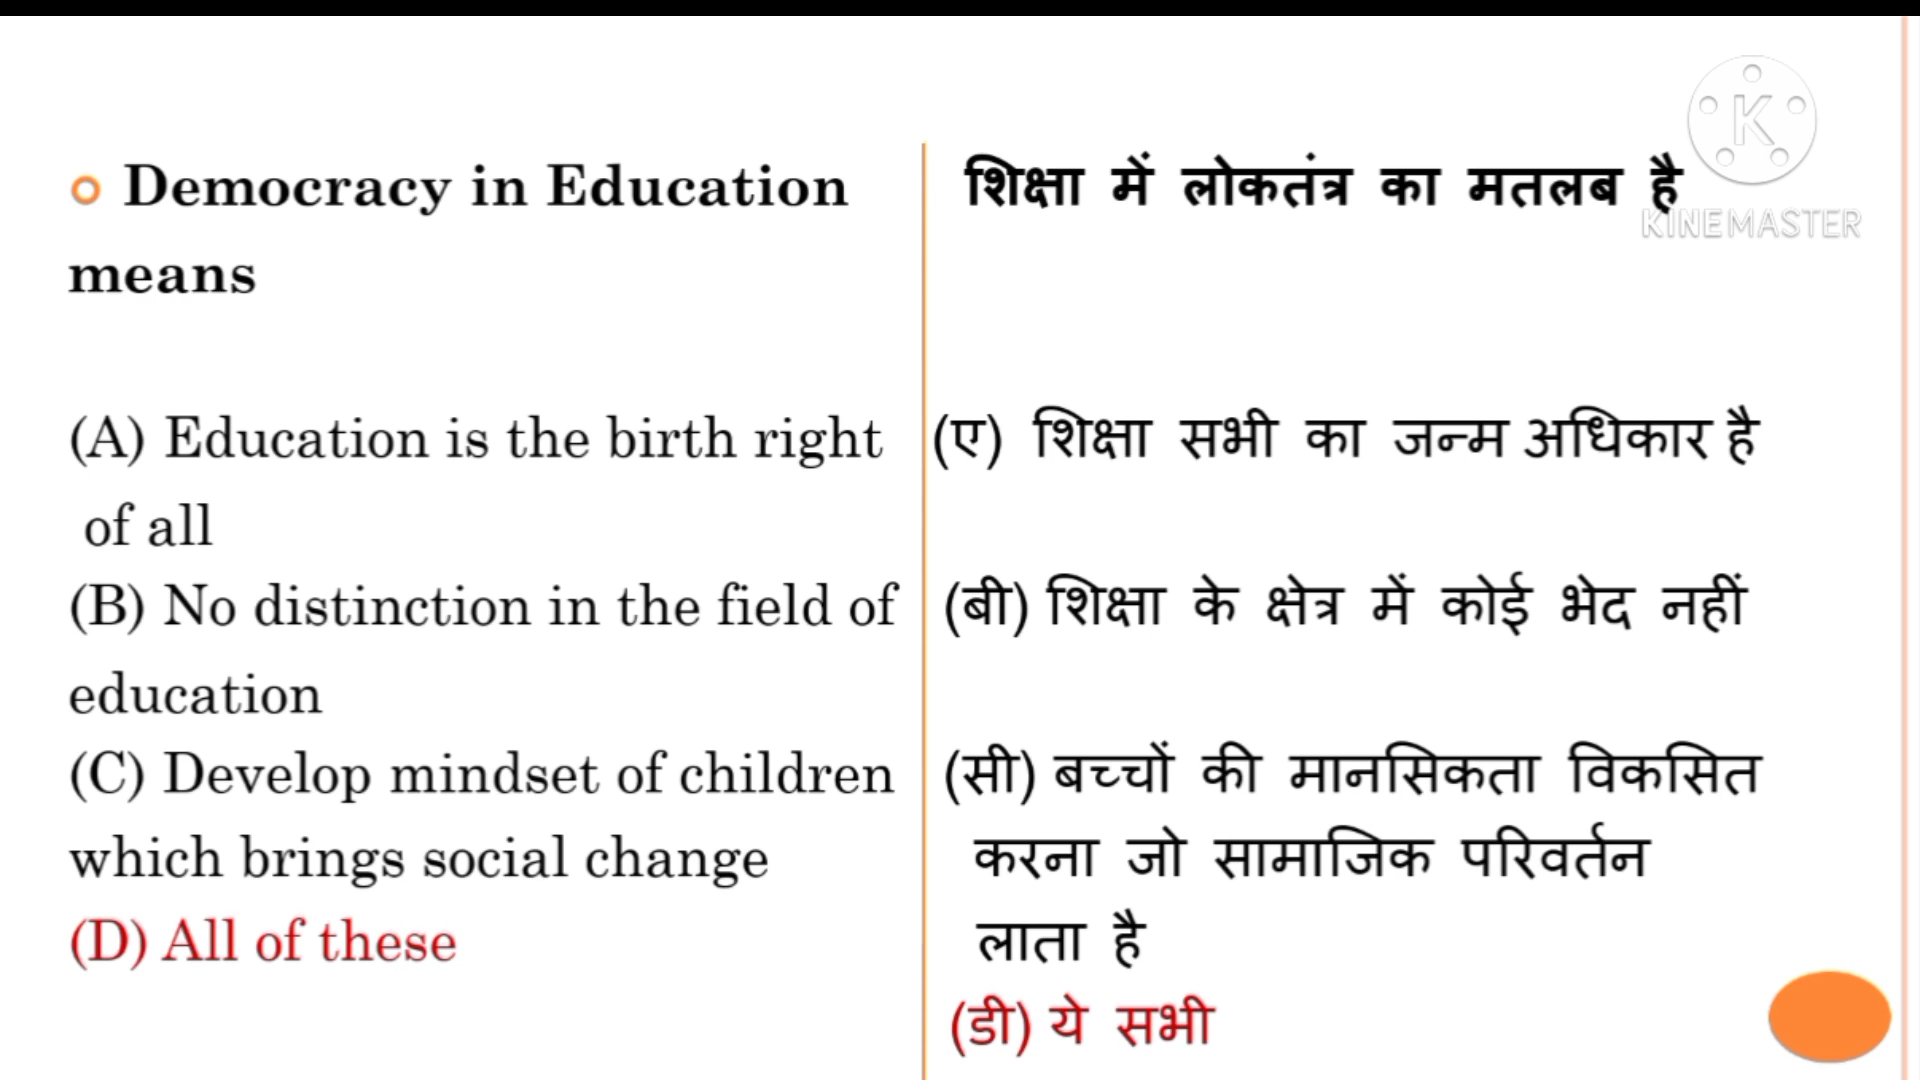 Democracy in Education
means
(A) Education is the birth right
of all
(B) No distinction in the field of
education
(C) Develop mindset of children
which brings social change
(D) All of these
शिक्षा में लोकतंत्र का मतलब है
(ए) शिक्षा सभी का जन्म अधिकार है
(बी) शिक्षा के क्षेत्र में कोई भेद नहीं
(सी) बच्चों की मानसिकता विकसित
करना जो सामाजिक परिवर्तन
लाता है
(डी) ये सभी
K
KINEMASTER